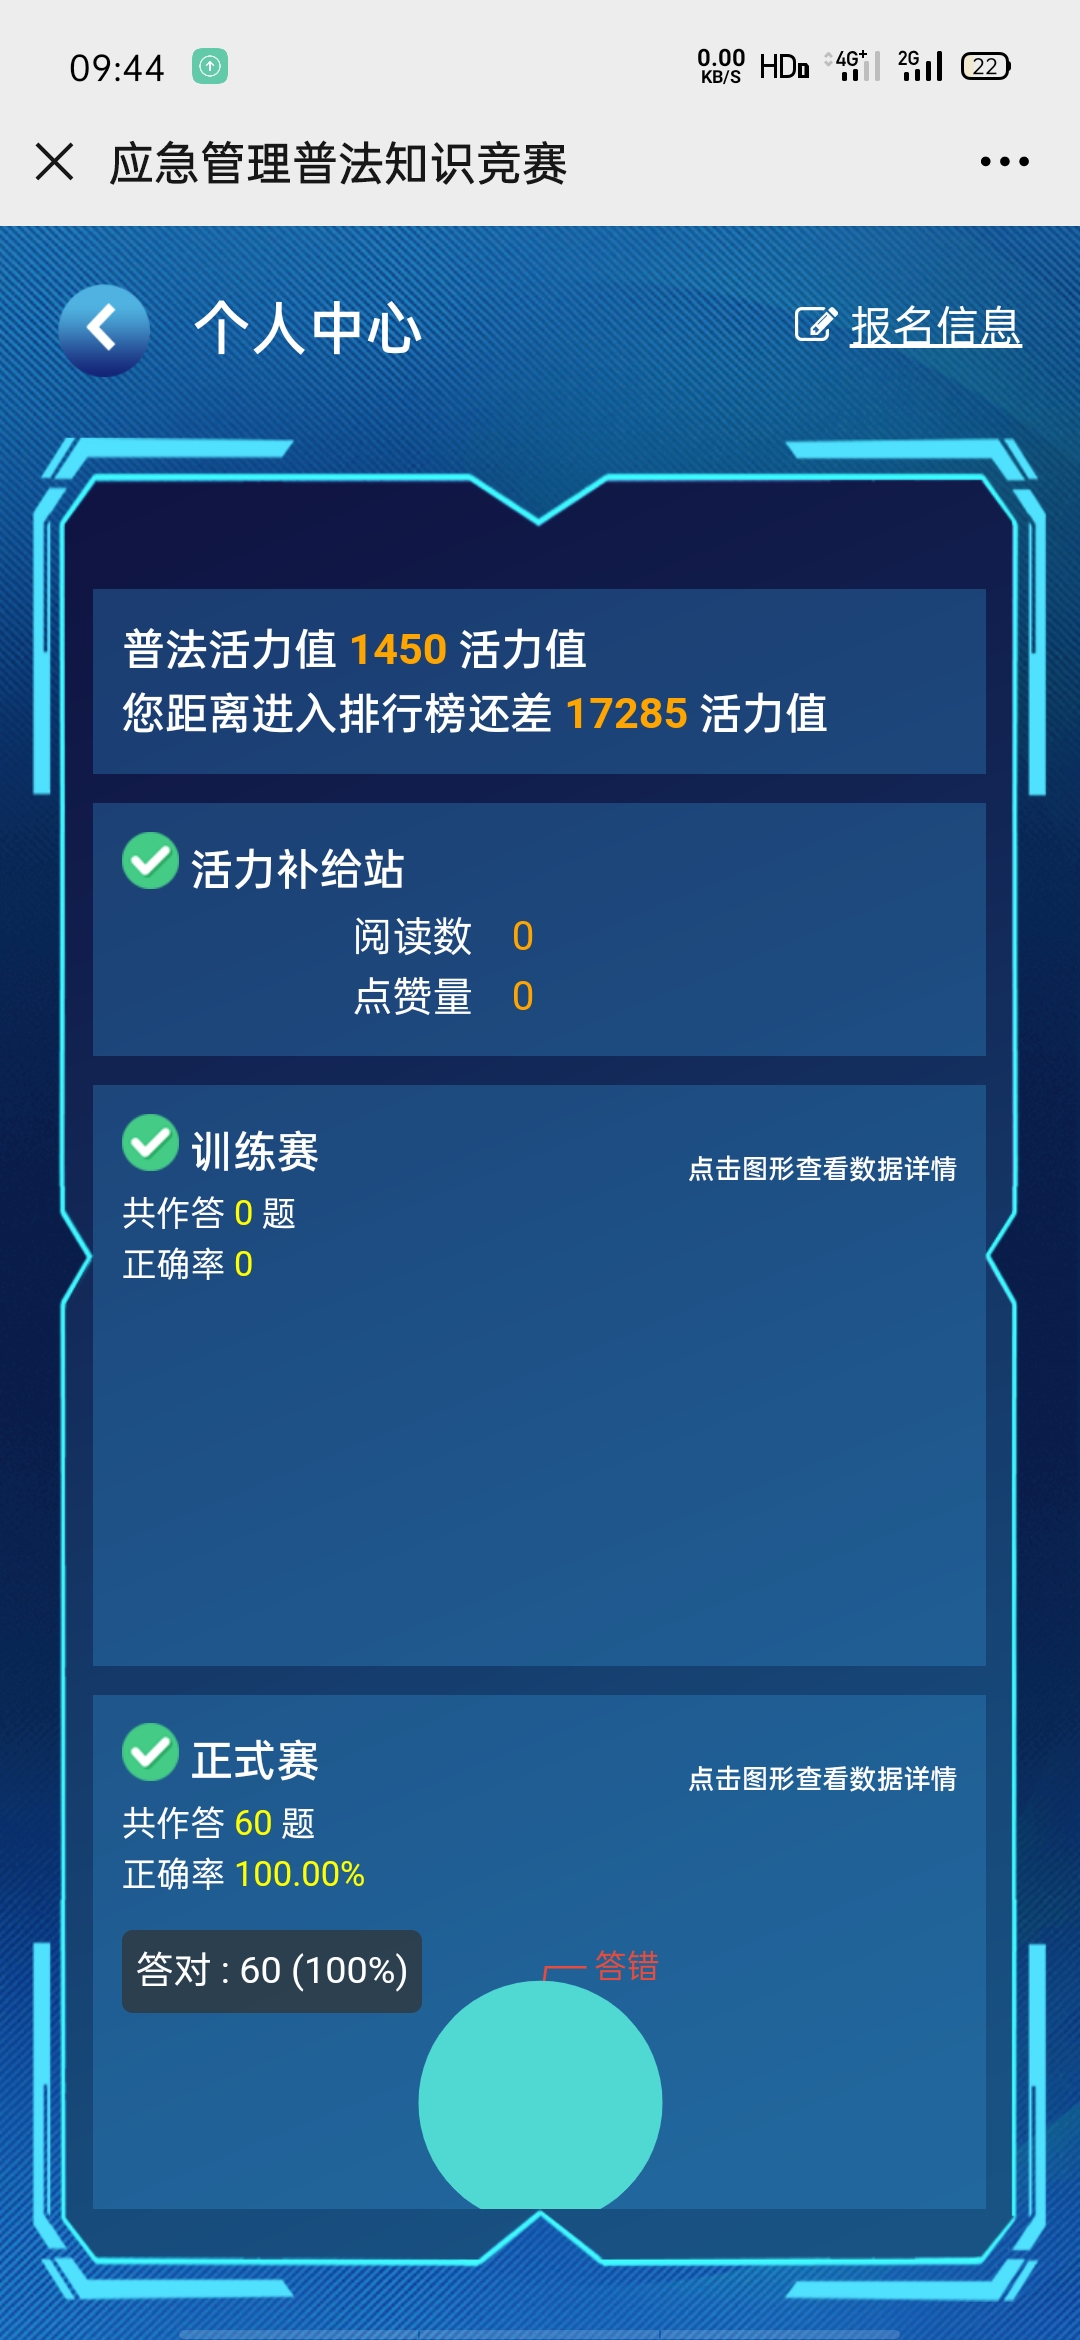 09:44
0.00 KB/S HD 4G+ 2G 22
应急管理普法知识竞赛
个人中心
报名信息
普法活力值 1450 活力值
您距离进入排行榜还差 17285 活力值
活力补给站
阅读数 0
点赞量 0
训练赛
点击图形查看数据详情
共作答 0 题
正确率 0
正式赛
点击图形查看数据详情
共作答 60 题
正确率 100.00%
答对 : 60 (100%)
答错